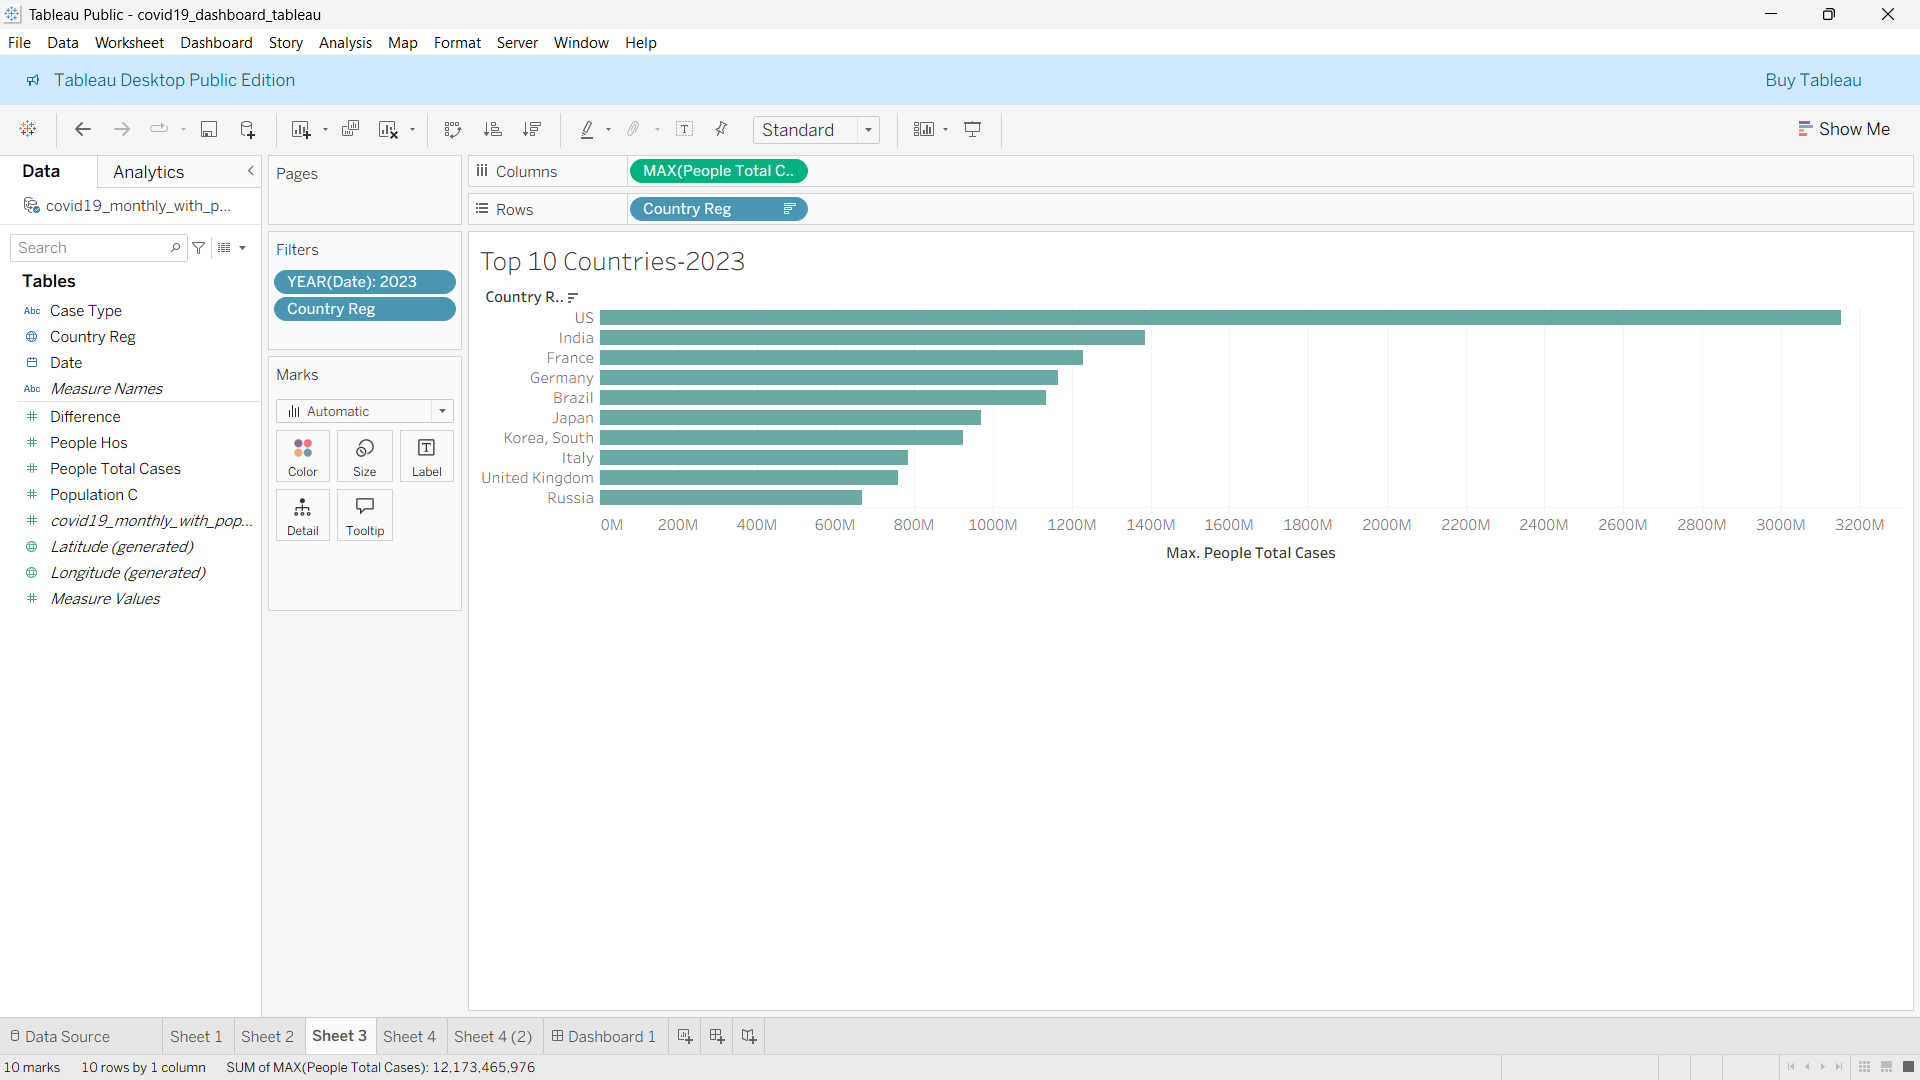 Tableau Public - covid19_dashboard_tableau
File Data Worksheet Dashboard Story Analysis Map Format Server Window Help
Tableau Desktop Public Edition
Buy Tableau
Standard
Show Me
Data
Analytics
covid19_monthly_with_p...
Search
Tables
Abc Case Type
Country Reg
Date
Abc Measure Names
Difference
People Hos
People Total Cases
Population C
covid19_monthly_with_pop...
Latitude (generated)
Longitude (generated)
Measure Values
Pages
Filters
YEAR(Date): 2023
Country Reg
Marks
Automatic
Color
Size
Label
Detail
Tooltip
Columns
MAX(People Total C..
Rows
Country Reg
Top 10 Countries-2023
Country R..
US
India
France
Germany
Brazil
Japan
Korea, South
Italy
United Kingdom
Russia
0M 200M 400M 600M 800M 1000M 1200M 1400M 1600M 1800M 2000M 2200M 2400M 2600M 2800M 3000M 3200M
Max. People Total Cases
Data Source
Sheet 1
Sheet 2
Sheet 3
Sheet 4
Sheet 4 (2)
Dashboard 1
10 marks
10 rows by 1 column
SUM of MAX(People Total Cases): 12,173,465,976